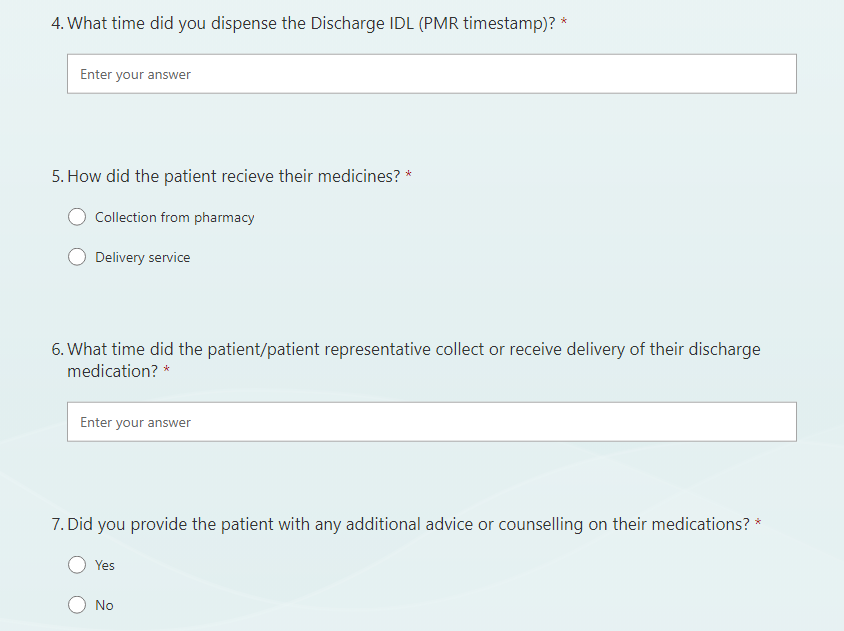 4. What time did you dispense the Discharge IDL (PMR timestamp)? *
Enter your answer
5. How did the patient recieve their medicines? *
Collection from pharmacy
Delivery service
6. What time did the patient/patient representative collect or receive delivery of their discharge
medication? *
Enter your answer
7. Did you provide the patient with any additional advice or counselling on their medications? *
Yes
No